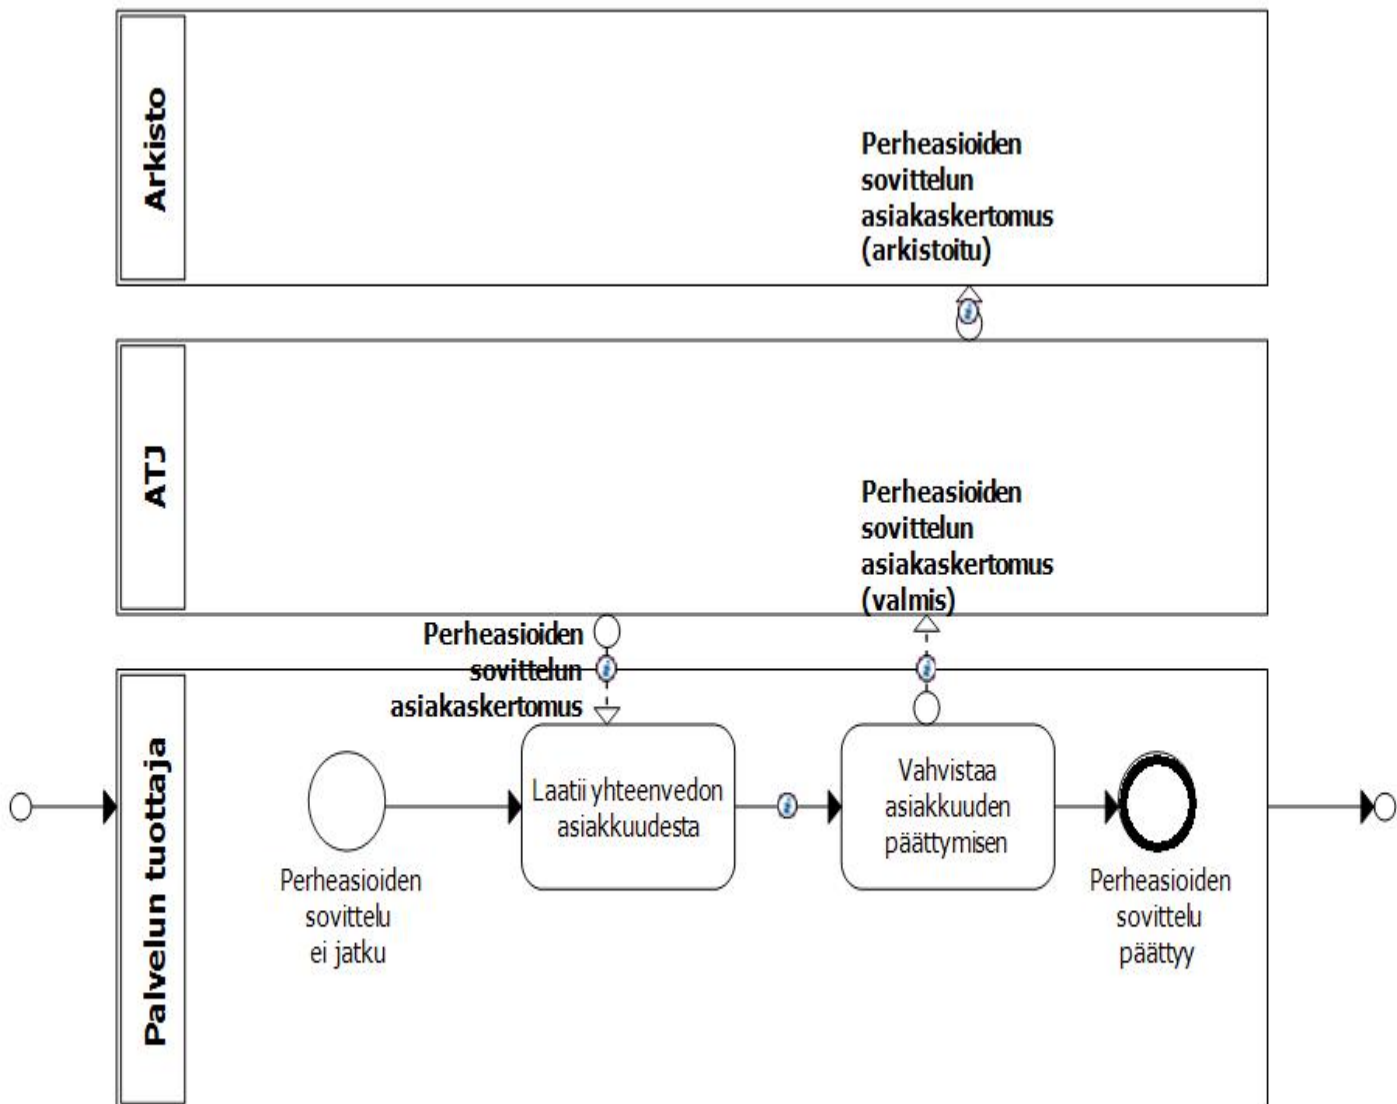 Arkisto
Perheasioiden
sovittelun
asiakaskertomus
(arkistoitu)
ATJ
Perheasioiden
sovittelun
asiakaskertomus
(valmis)
Perheasioiden
sovittelun
asiakaskertomus
Palvelun tuottaja
Perheasioiden
sovittelu
ei jatku
Laatii yhteenvedon
asiakkuudesta
Vahvistaa
asiakkuuden
päättymisen
Perheasioiden
sovittelu
päättyy